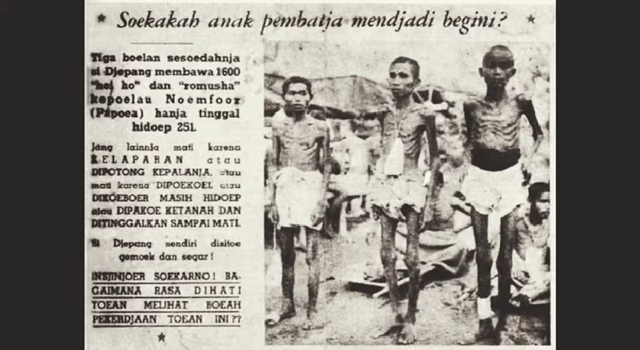 Soekakah anak pembatja mendjadi begini?
Tiga boelan sesoedahnja
si Djepang membawa 1600
"hei ho" dan "romusha"
kepoelau Noemfoor
(Papoea) hanja tinggal
hidoep 251.
Jang lainnja mati karena
KELAPARAN atau
DIPOTONG KEPALANJA, atau
mati karena DIPOEKOEL atau
DIKOEBOER MASIH HIDOEP
atau DIPAKOE KETANAH DAN
DITINGGALKAN SAMPAI MATI.
Si Djepang sendiri disitoe
gemoek dan segar!
INSINJOER SOEKARNO! BA-
GAIMANA RASA DIHATI
TOEAN MELIHAT BOEAH
PEKERDJAAN TOEAN INI??